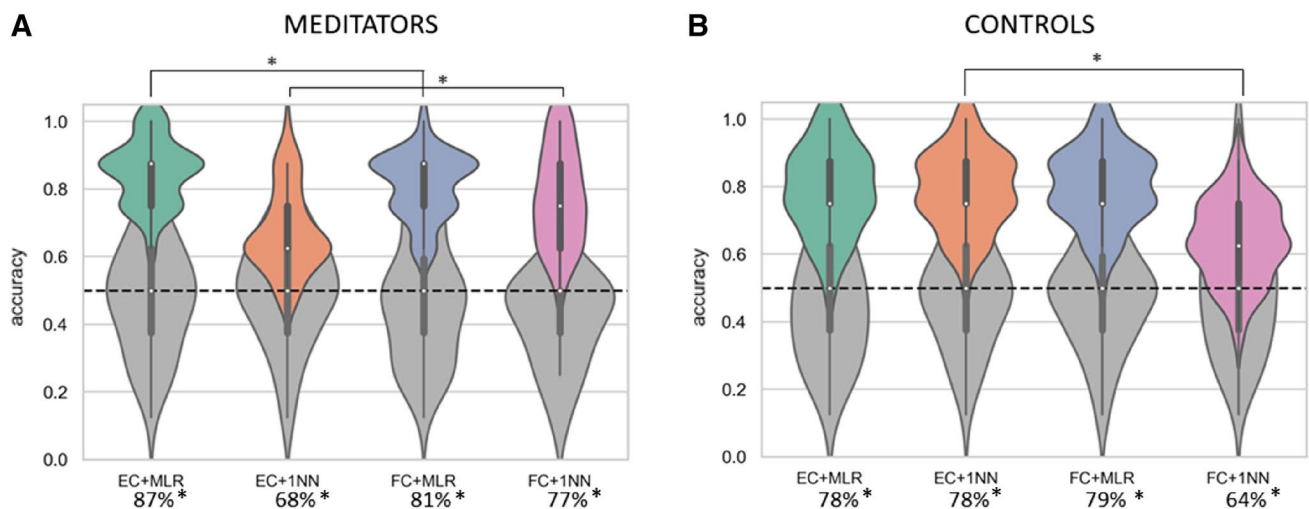 A MEDITATORS
*
*
accuracy
1.0
0.8
0.6
0.4
0.2
0.0
EC+MLR EC+1NN FC+MLR FC+1NN
87%* 68%* 81%* 77%*
B CONTROLS
*
accuracy
1.0
0.8
0.6
0.4
0.2
0.0
EC+MLR EC+1NN FC+MLR FC+1NN
78%* 78%* 79%* 64%*